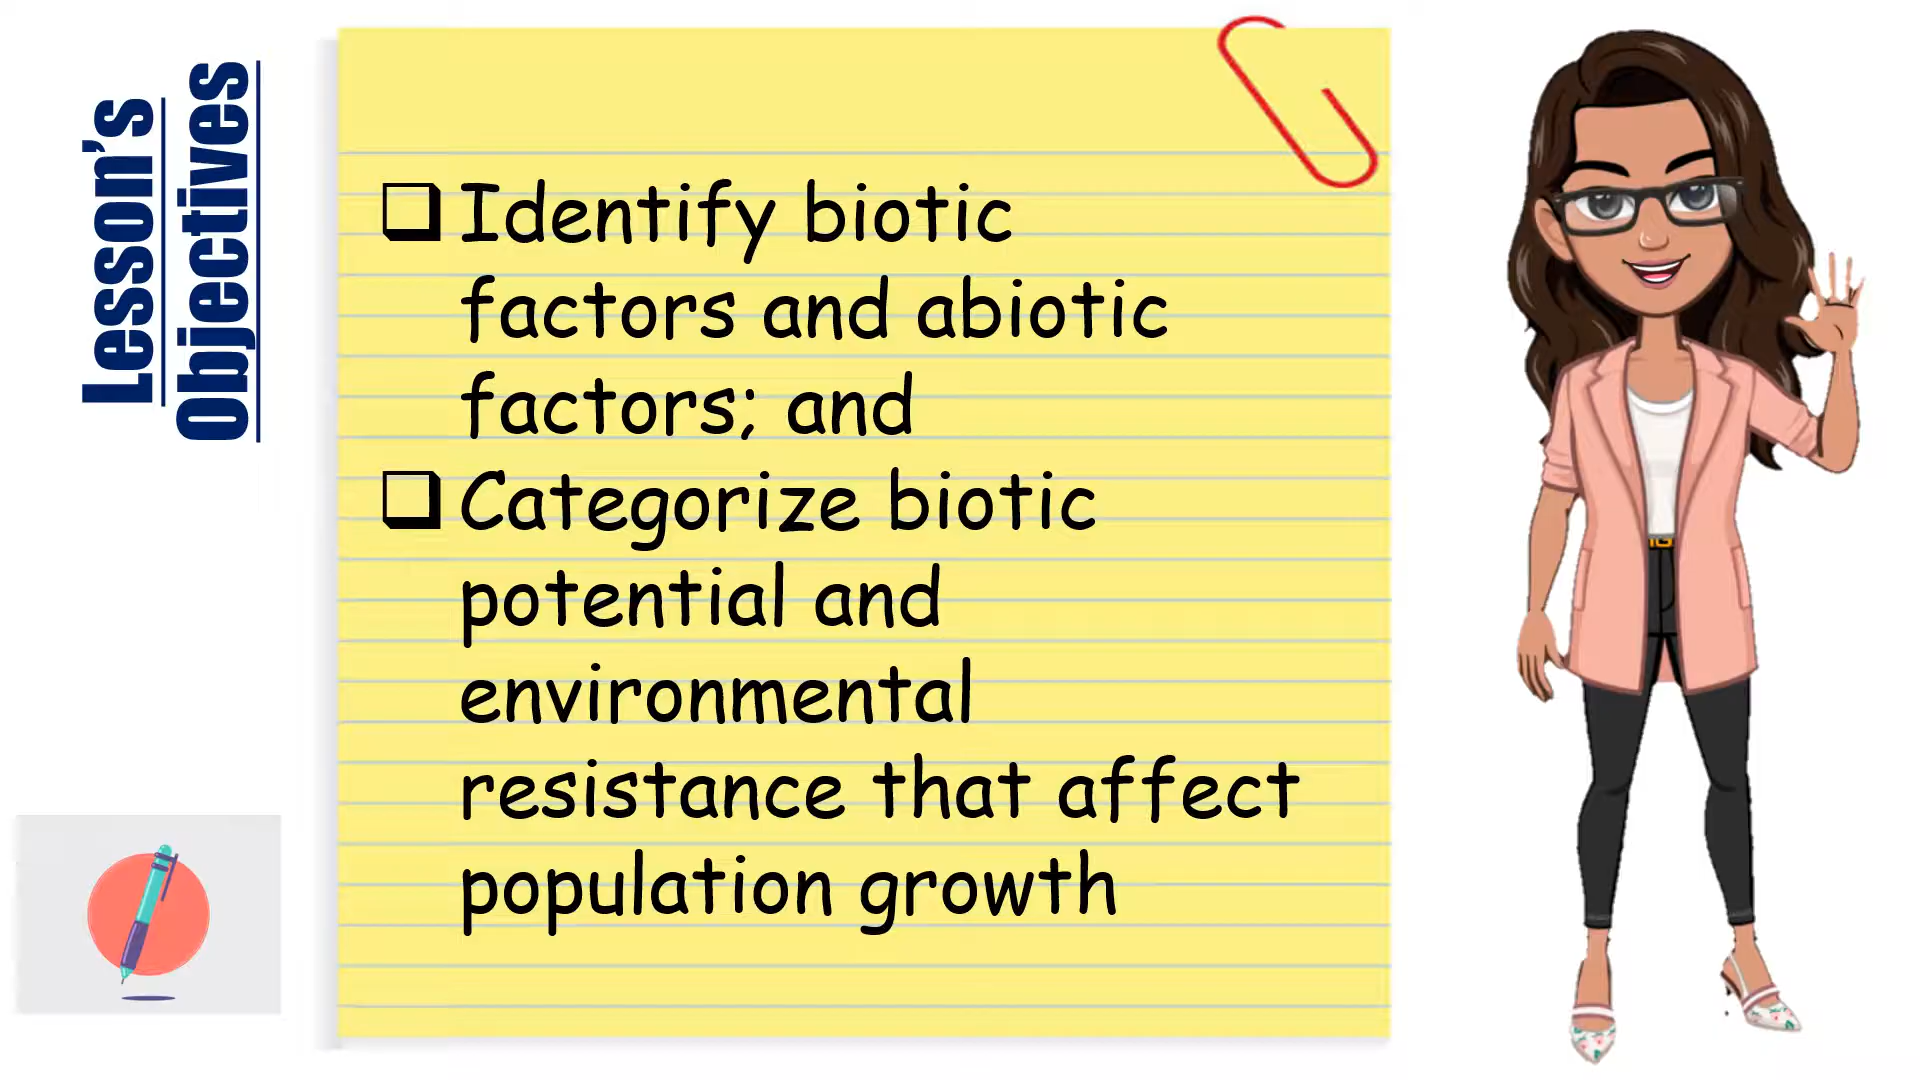 Lesson's
Objectives
❑ Identify biotic
factors and abiotic
factors; and
❑ Categorize biotic
potential and
environmental
resistance that affect
population growth